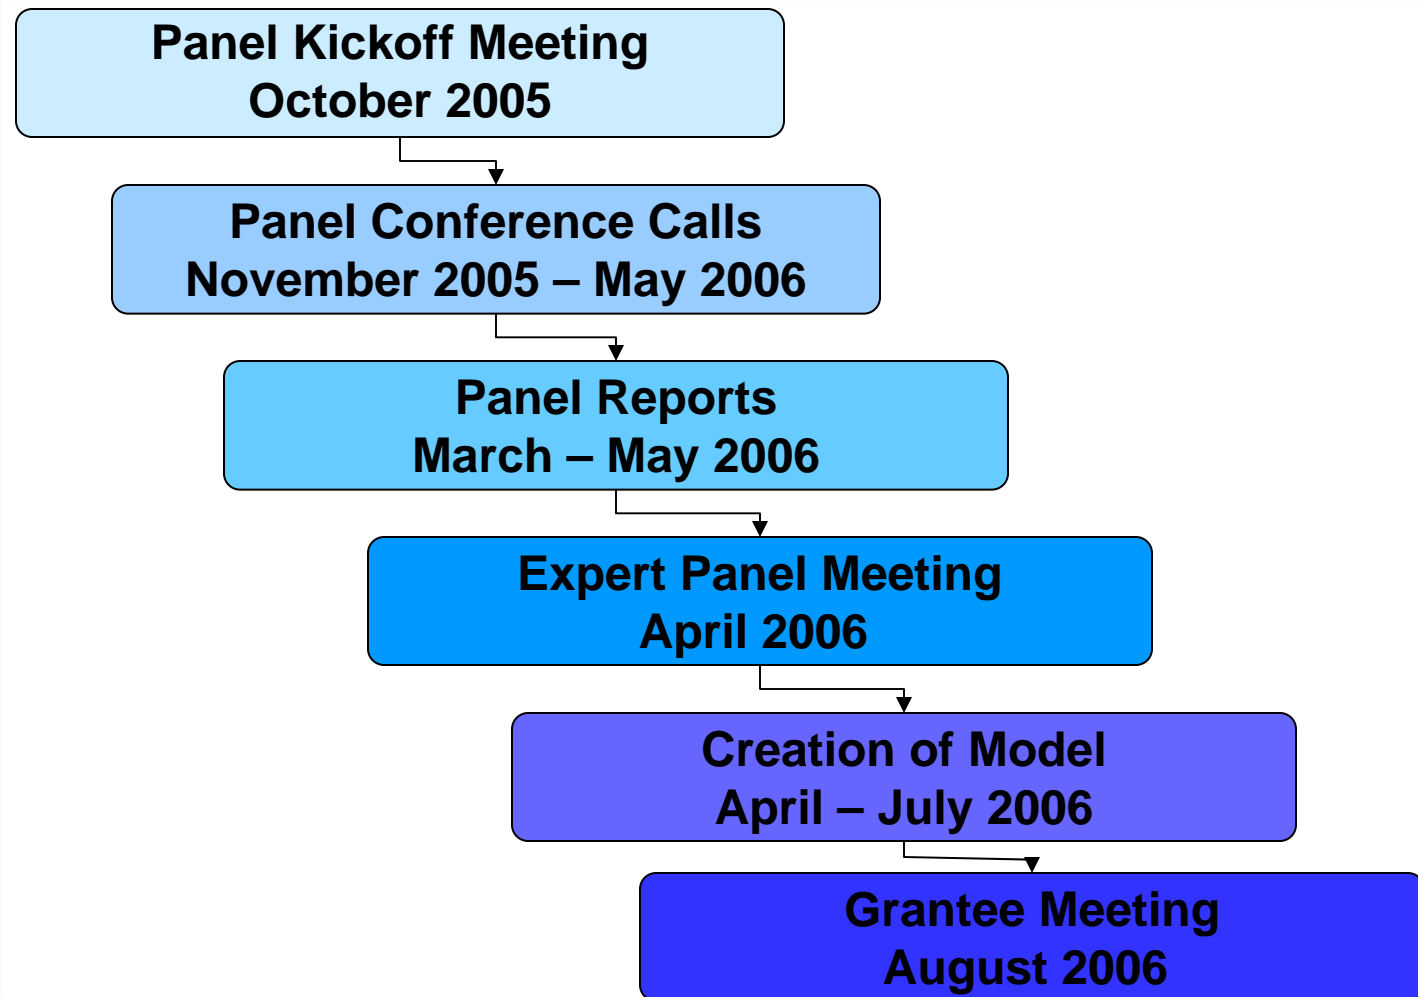 Panel Kickoff Meeting
October 2005
Panel Conference Calls
November 2005 – May 2006
Panel Reports
March – May 2006
Expert Panel Meeting
April 2006
Creation of Model
April – July 2006
Grantee Meeting
August 2006